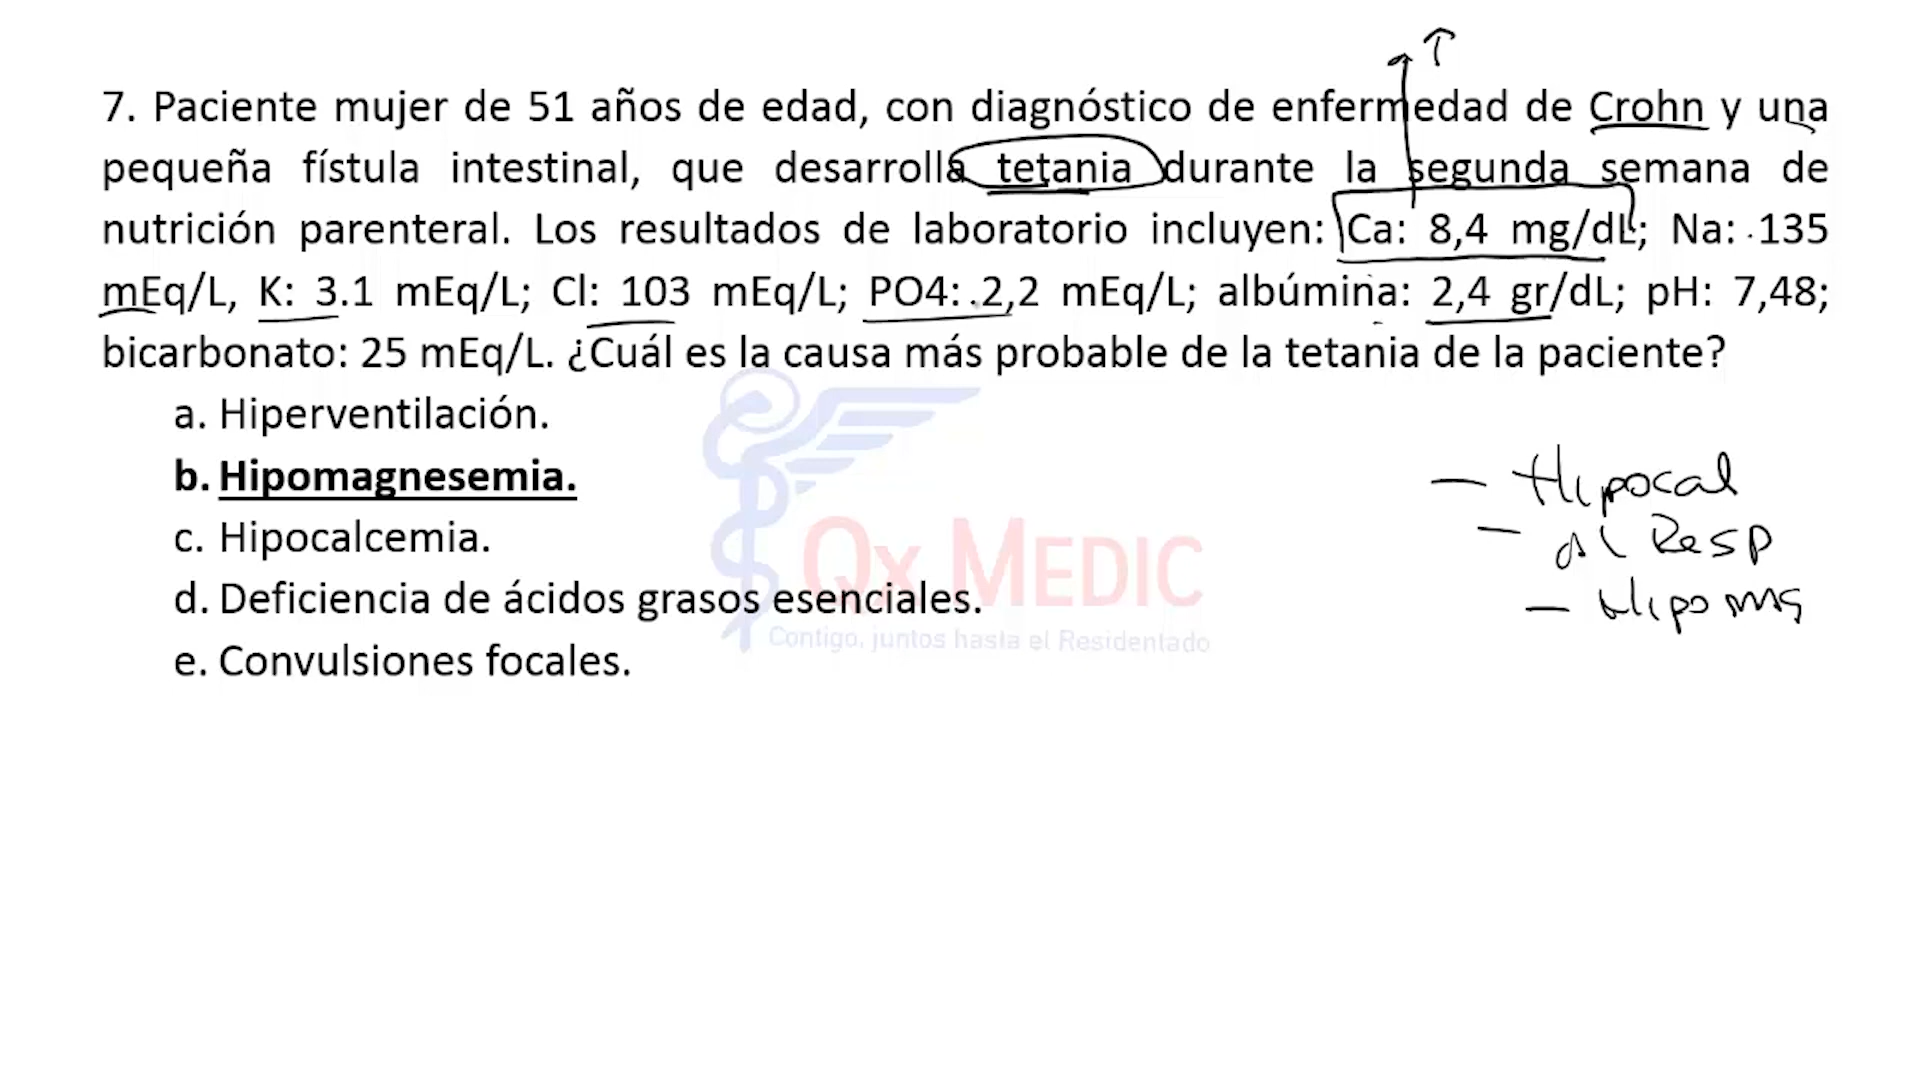 7. Paciente mujer de 51 años de edad, con diagnóstico de enfermedad de Crohn y una
pequeña fístula intestinal, que desarrolla tetania durante la segunda semana de
nutrición parenteral. Los resultados de laboratorio incluyen: Ca: 8,4 mg/dL; Na: 135
mEq/L, K: 3.1 mEq/L; Cl: 103 mEq/L; PO4: 2,2 mEq/L; albúmina: 2,4 gr/dL; pH: 7,48;
bicarbonato: 25 mEq/L. ¿Cuál es la causa más probable de la tetania de la paciente?
a. Hiperventilación.
b. Hipomagnesemia.
c. Hipocalcemia.
d. Deficiencia de ácidos grasos esenciales.
e. Convulsiones focales.
– Hipocal
– Al Resp
– Hipo Mg
Qx MEDIC
Contigo, juntos hasta el Residentado